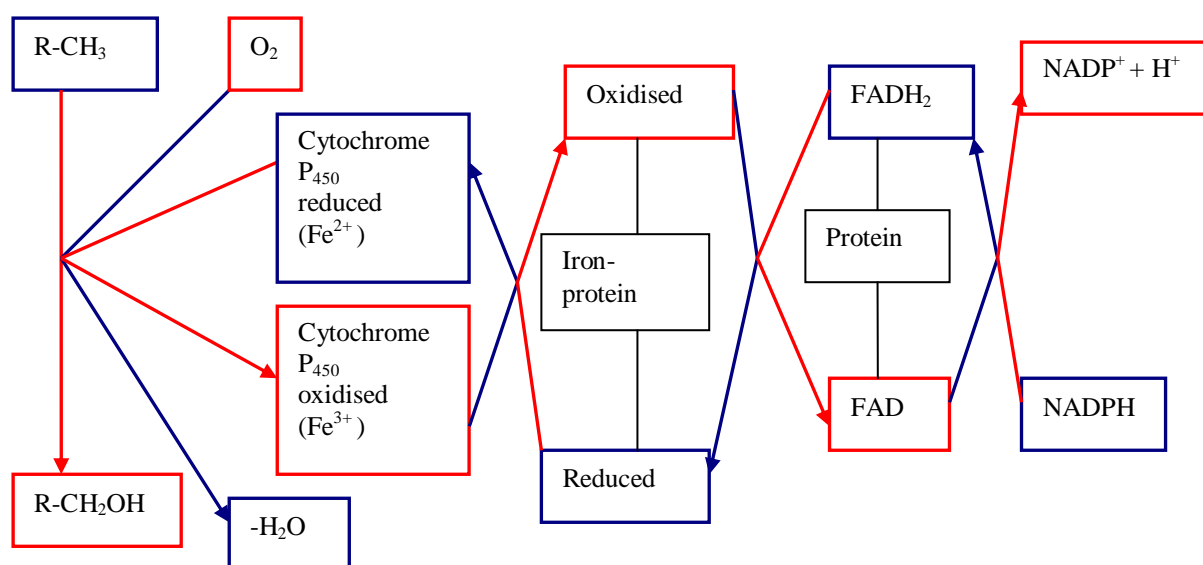 R-CH₃
O₂
Cytochrome
P₄₅₀
reduced
(Fe²⁺)
Cytochrome
P₄₅₀
oxidised
(Fe³⁺)
R-CH₂OH
-H₂O
Oxidised
Iron-
protein
Reduced
FADH₂
Protein
FAD
NADP⁺ + H⁺
NADPH